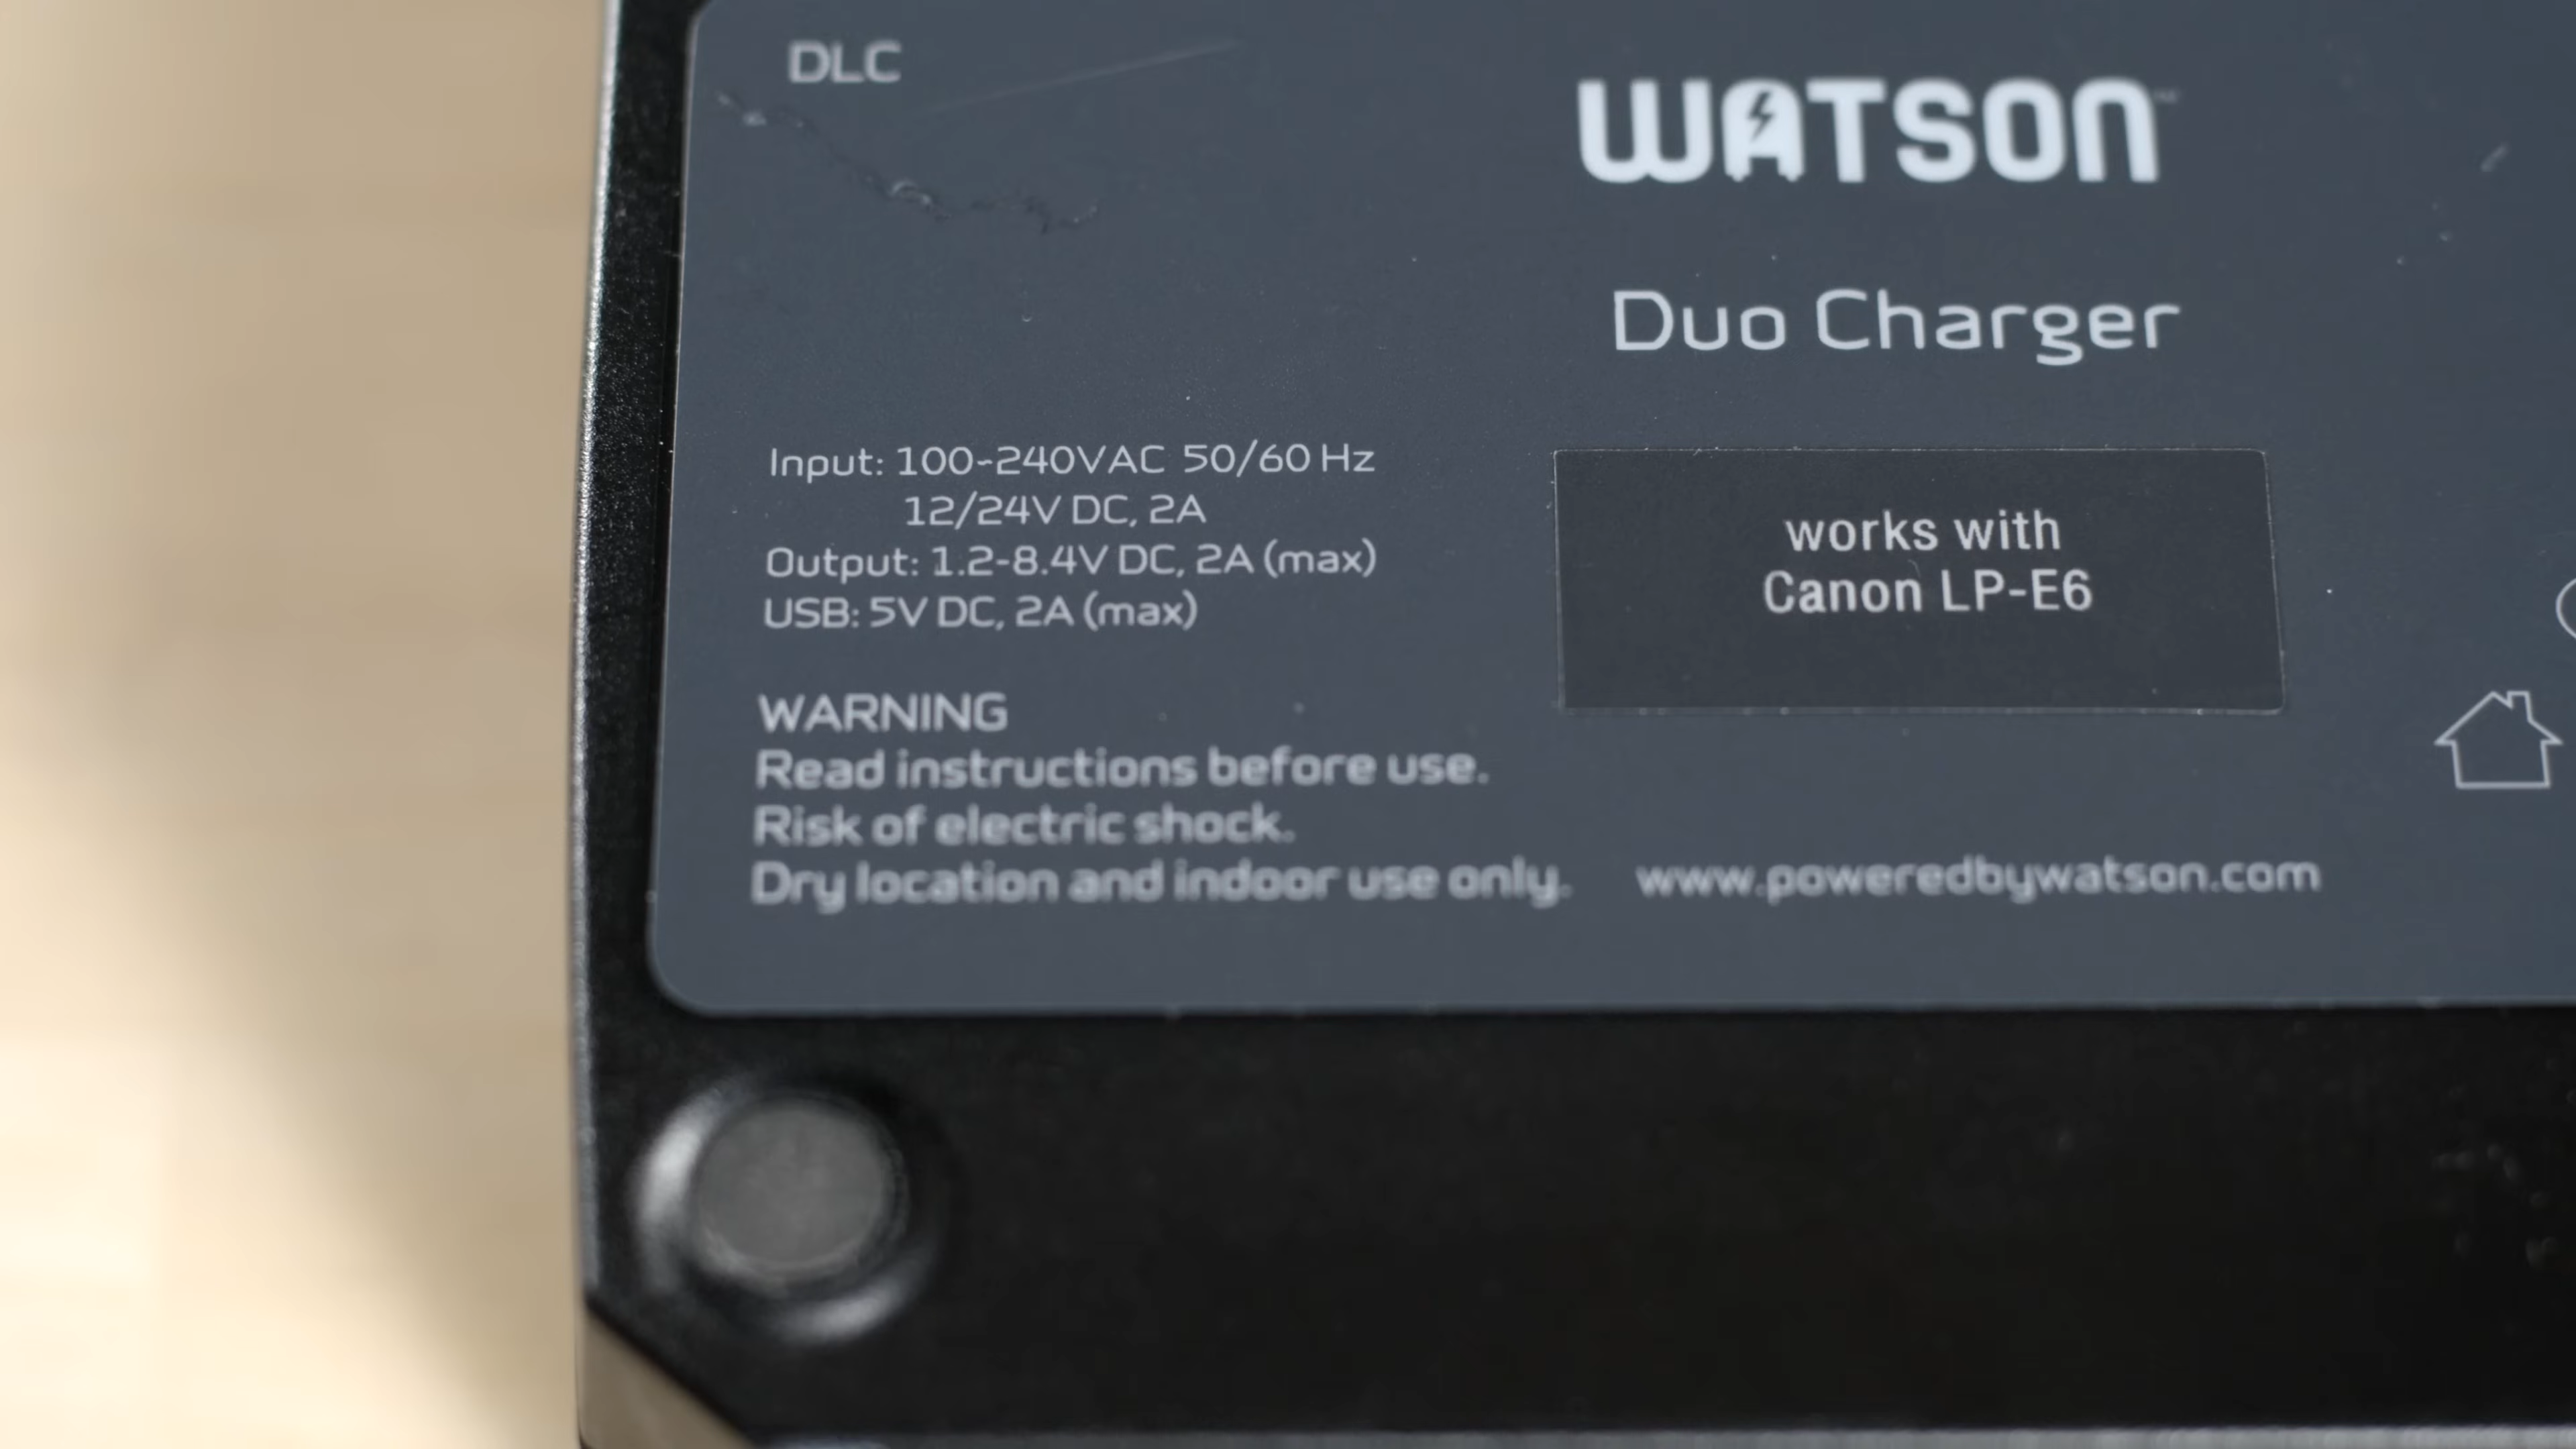 DLC
WATSON
Duo Charger
Input: 100-240VAC 50/60 Hz
12/24V DC, 2A
Output: 1.2-8.4V DC, 2A (max)
USB: 5V DC, 2A (max)
works with
Canon LP-E6
WARNING
Read instructions before use.
Risk of electric shock.
Dry location and indoor use only.
www.poweredbywatson.com